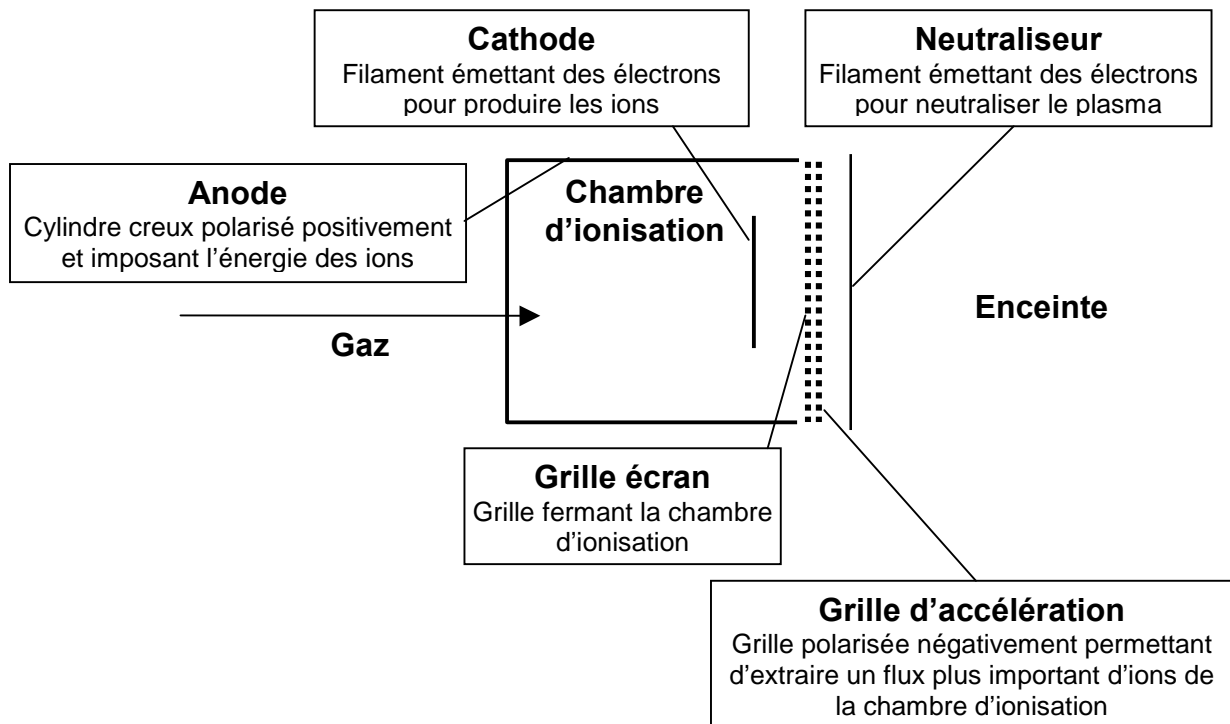 Cathode
Filament émettant des électrons
pour produire les ions
Neutraliseur
Filament émettant des électrons
pour neutraliser le plasma
Anode
Cylindre creux polarisé positivement
et imposant l'énergie des ions
Chambre
d'ionisation
Enceinte
Gaz
Grille écran
Grille fermant la chambre
d'ionisation
Grille d'accélération
Grille polarisée négativement permettant
d'extraire un flux plus important d'ions de
la chambre d'ionisation